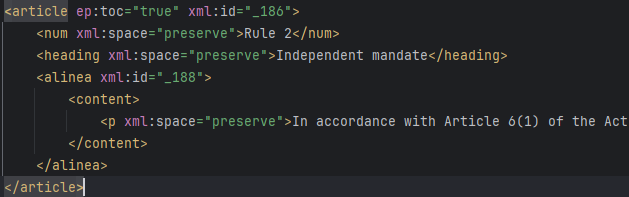 <article ep:toc="true" xml:id="_186">
<num xml:space="preserve">Rule 2</num>
<heading xml:space="preserve">Independent mandate</heading>
<alinea xml:id="_188">
<content>
<p xml:space="preserve">In accordance with Article 6(1) of the Act
</content>
</alinea>
</article>